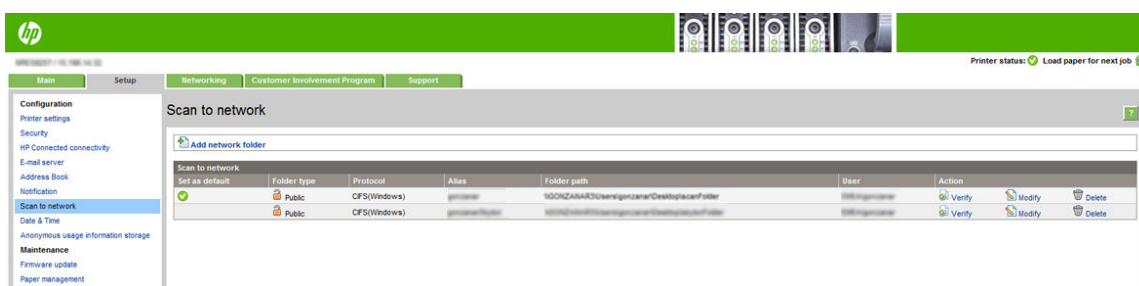 hp
Printer status: Load paper for next job
Main Setup Networking Customer Involvement Program Support
Configuration
Printer settings
Security
HP Connected connectivity
E-mail server
Address Book
Notification
Scan to network
Date & Time
Anonymous usage information storage
Maintenance
Firmware update
Paper management
Scan to network
?
Add network folder
Scan to network
Set as default Folder type Protocol Alias Folder path User Action
Public CIFS(Windows) Verify Modify Delete
Public CIFS(Windows) Verify Modify Delete